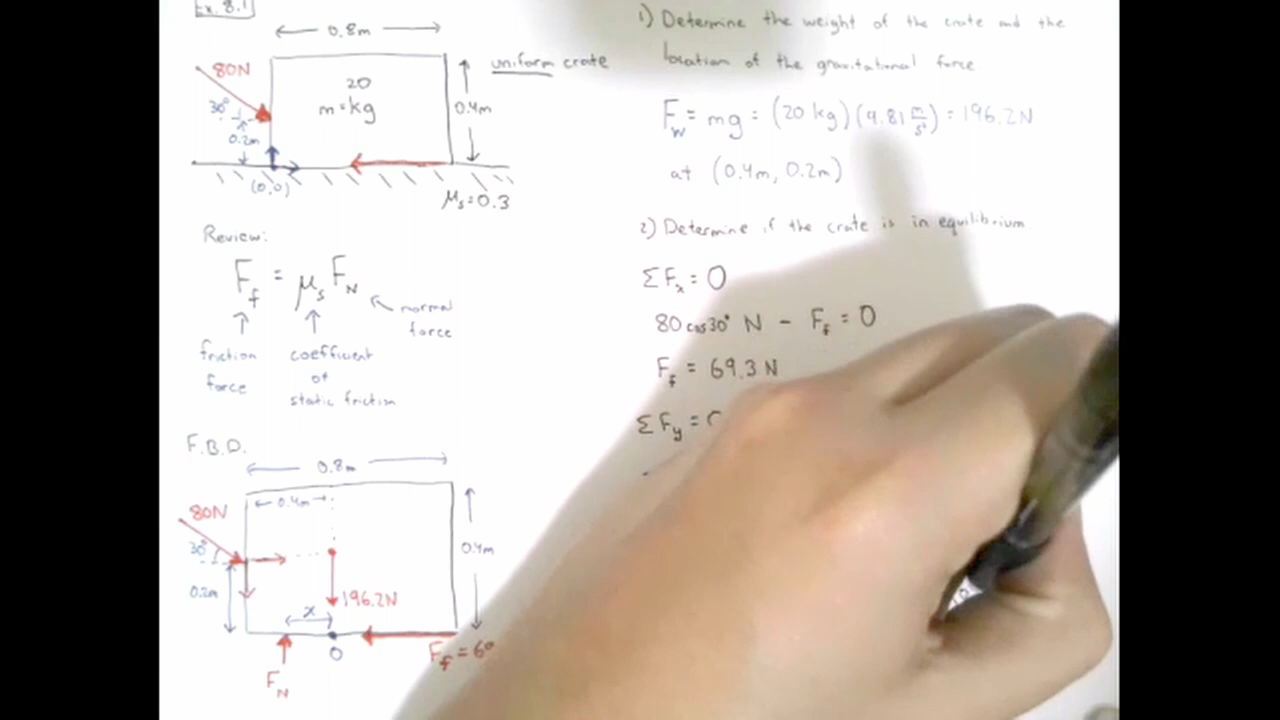 Ex. 8.1
0.8m
80N
30°
0.2m
20
m=kg
0.4m
uniform crate
(0,0)
μs=0.3
Review:
Ff = μs FN
normal
force
friction
force
coefficient
of
static friction
F.B.D.
0.8m
0.4m
80N
30°
0.2m
0.4m
196.2N
x
O
FN
Ff = 6
1) Determine the weight of the crate and the
location of the gravitational force
Fw = mg = (20 kg)(9.81 m/s²) = 196.2N
at (0.4m, 0.2m)
2) Determine if the crate is in equilibrium
ΣFx = 0
80 cos30° N - Ff = 0
Ff = 69.3 N
ΣFy =